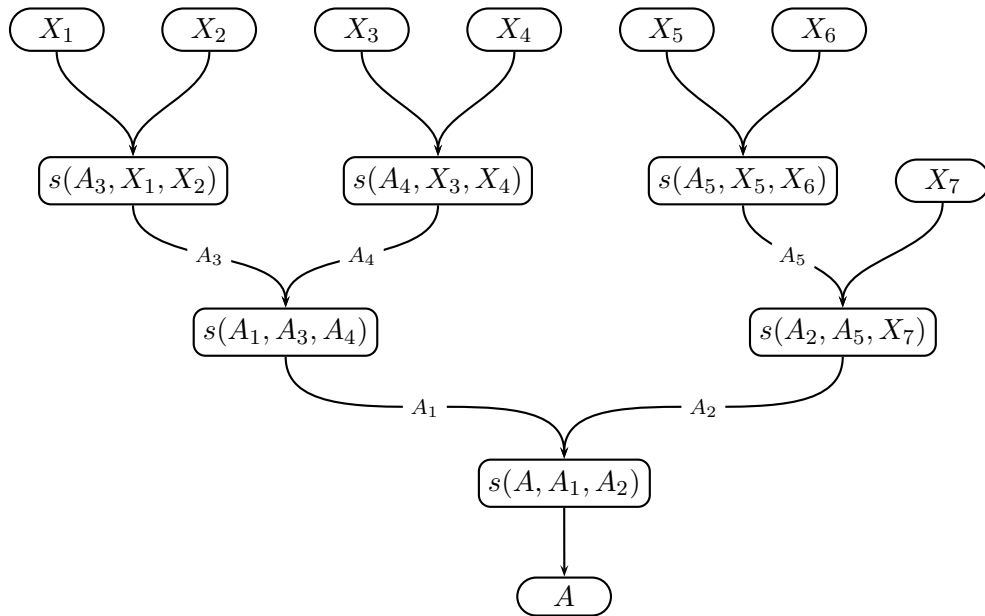 X₁ X₂ X₃ X₄ X₅ X₆
s(A₃, X₁, X₂) s(A₄, X₃, X₄) s(A₅, X₅, X₆) X₇
A₃ A₄ A₅
s(A₁, A₃, A₄) s(A₂, A₅, X₇)
A₁ A₂
s(A, A₁, A₂)
A